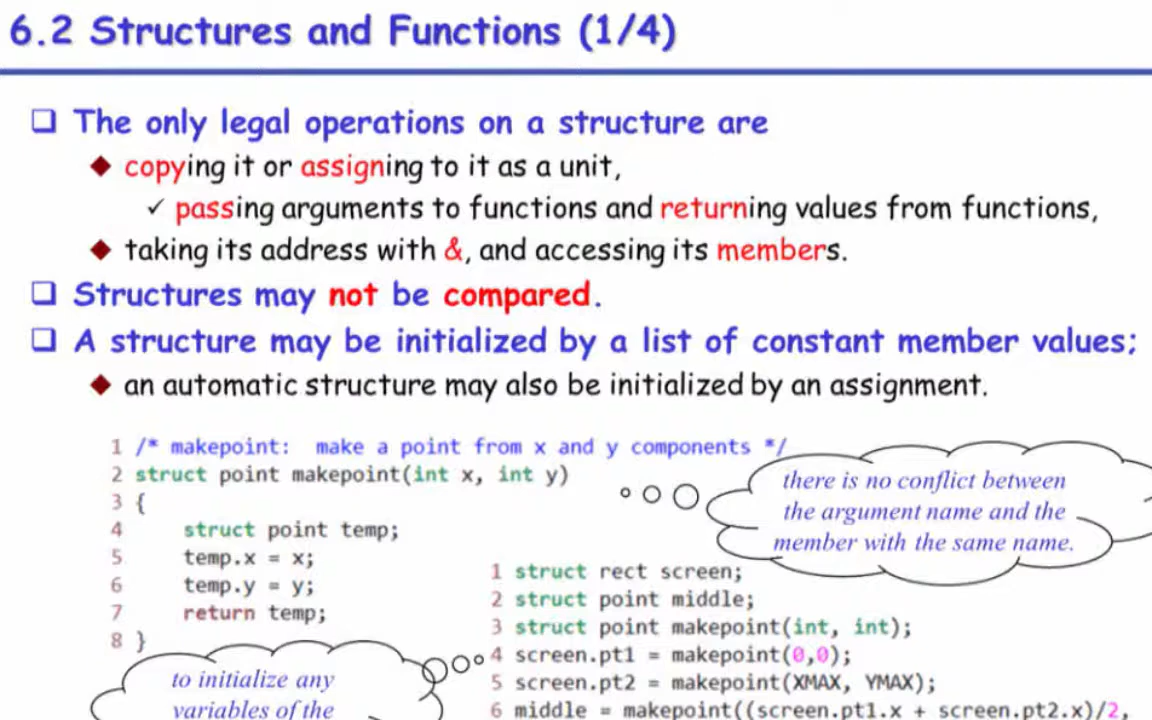 6.2 Structures and Functions (1/4)
❑ The only legal operations on a structure are
◆ copying it or assigning to it as a unit,
✓ passing arguments to functions and returning values from functions,
◆ taking its address with &, and accessing its members.
❑ Structures may not be compared.
❑ A structure may be initialized by a list of constant member values;
◆ an automatic structure may also be initialized by an assignment.
1 /* makepoint:  make a point from x and y components */
2 struct point makepoint(int x, int y)
3 {
4     struct point temp;
5     temp.x = x;
6     temp.y = y;
7     return temp;
8 }
there is no conflict between
the argument name and the
member with the same name.
1 struct rect screen;
2 struct point middle;
3 struct point makepoint(int, int);
4 screen.pt1 = makepoint(0,0);
5 screen.pt2 = makepoint(XMAX, YMAX);
6 middle = makepoint((screen.pt1.x + screen.pt2.x)/2,
to initialize any
variables of the